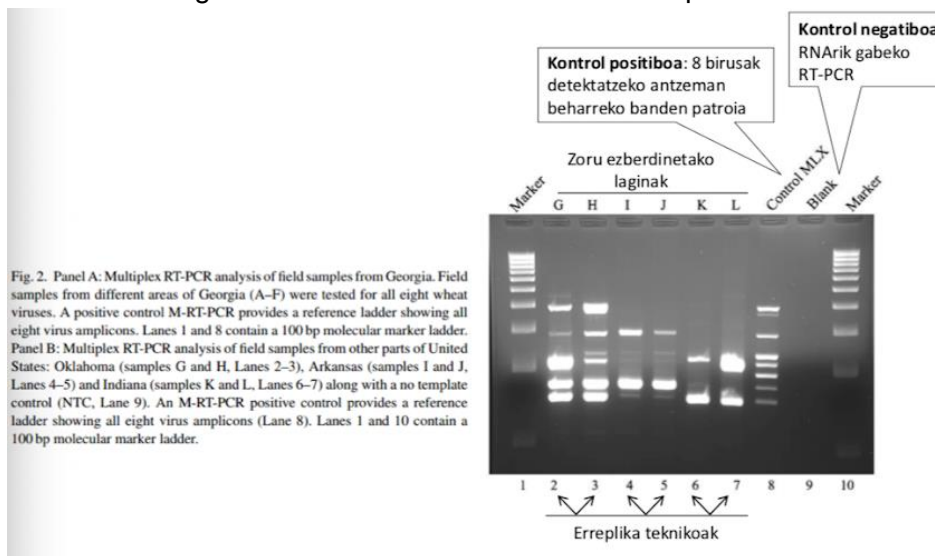 Kontrol negatiboa:
RNArik gabeko
RT-PCR
Kontrol positiboa: 8 birusak
detektatzeko antzeman
beharreko banden patroia
Zoru ezberdinetako
laginak
Marker
G H I J K L
Control MLX
Blank
Marker
Fig. 2. Panel A: Multiplex RT-PCR analysis of field samples from Georgia. Field
samples from different areas of Georgia (A–F) were tested for all eight wheat
viruses. A positive control M-RT-PCR provides a reference ladder showing all
eight virus amplicons. Lanes 1 and 8 contain a 100 bp molecular marker ladder.
Panel B: Multiplex RT-PCR analysis of field samples from other parts of United
States: Oklahoma (samples G and H, Lanes 2–3), Arkansas (samples I and J,
Lanes 4–5) and Indiana (samples K and L, Lanes 6–7) along with a no template
control (NTC, Lane 9). An M-RT-PCR positive control provides a reference
ladder showing all eight virus amplicons (Lane 8). Lanes 1 and 10 contain a
100 bp molecular marker ladder.
1 2 3 4 5 6 7 8 9 10
Erreplika teknikoak